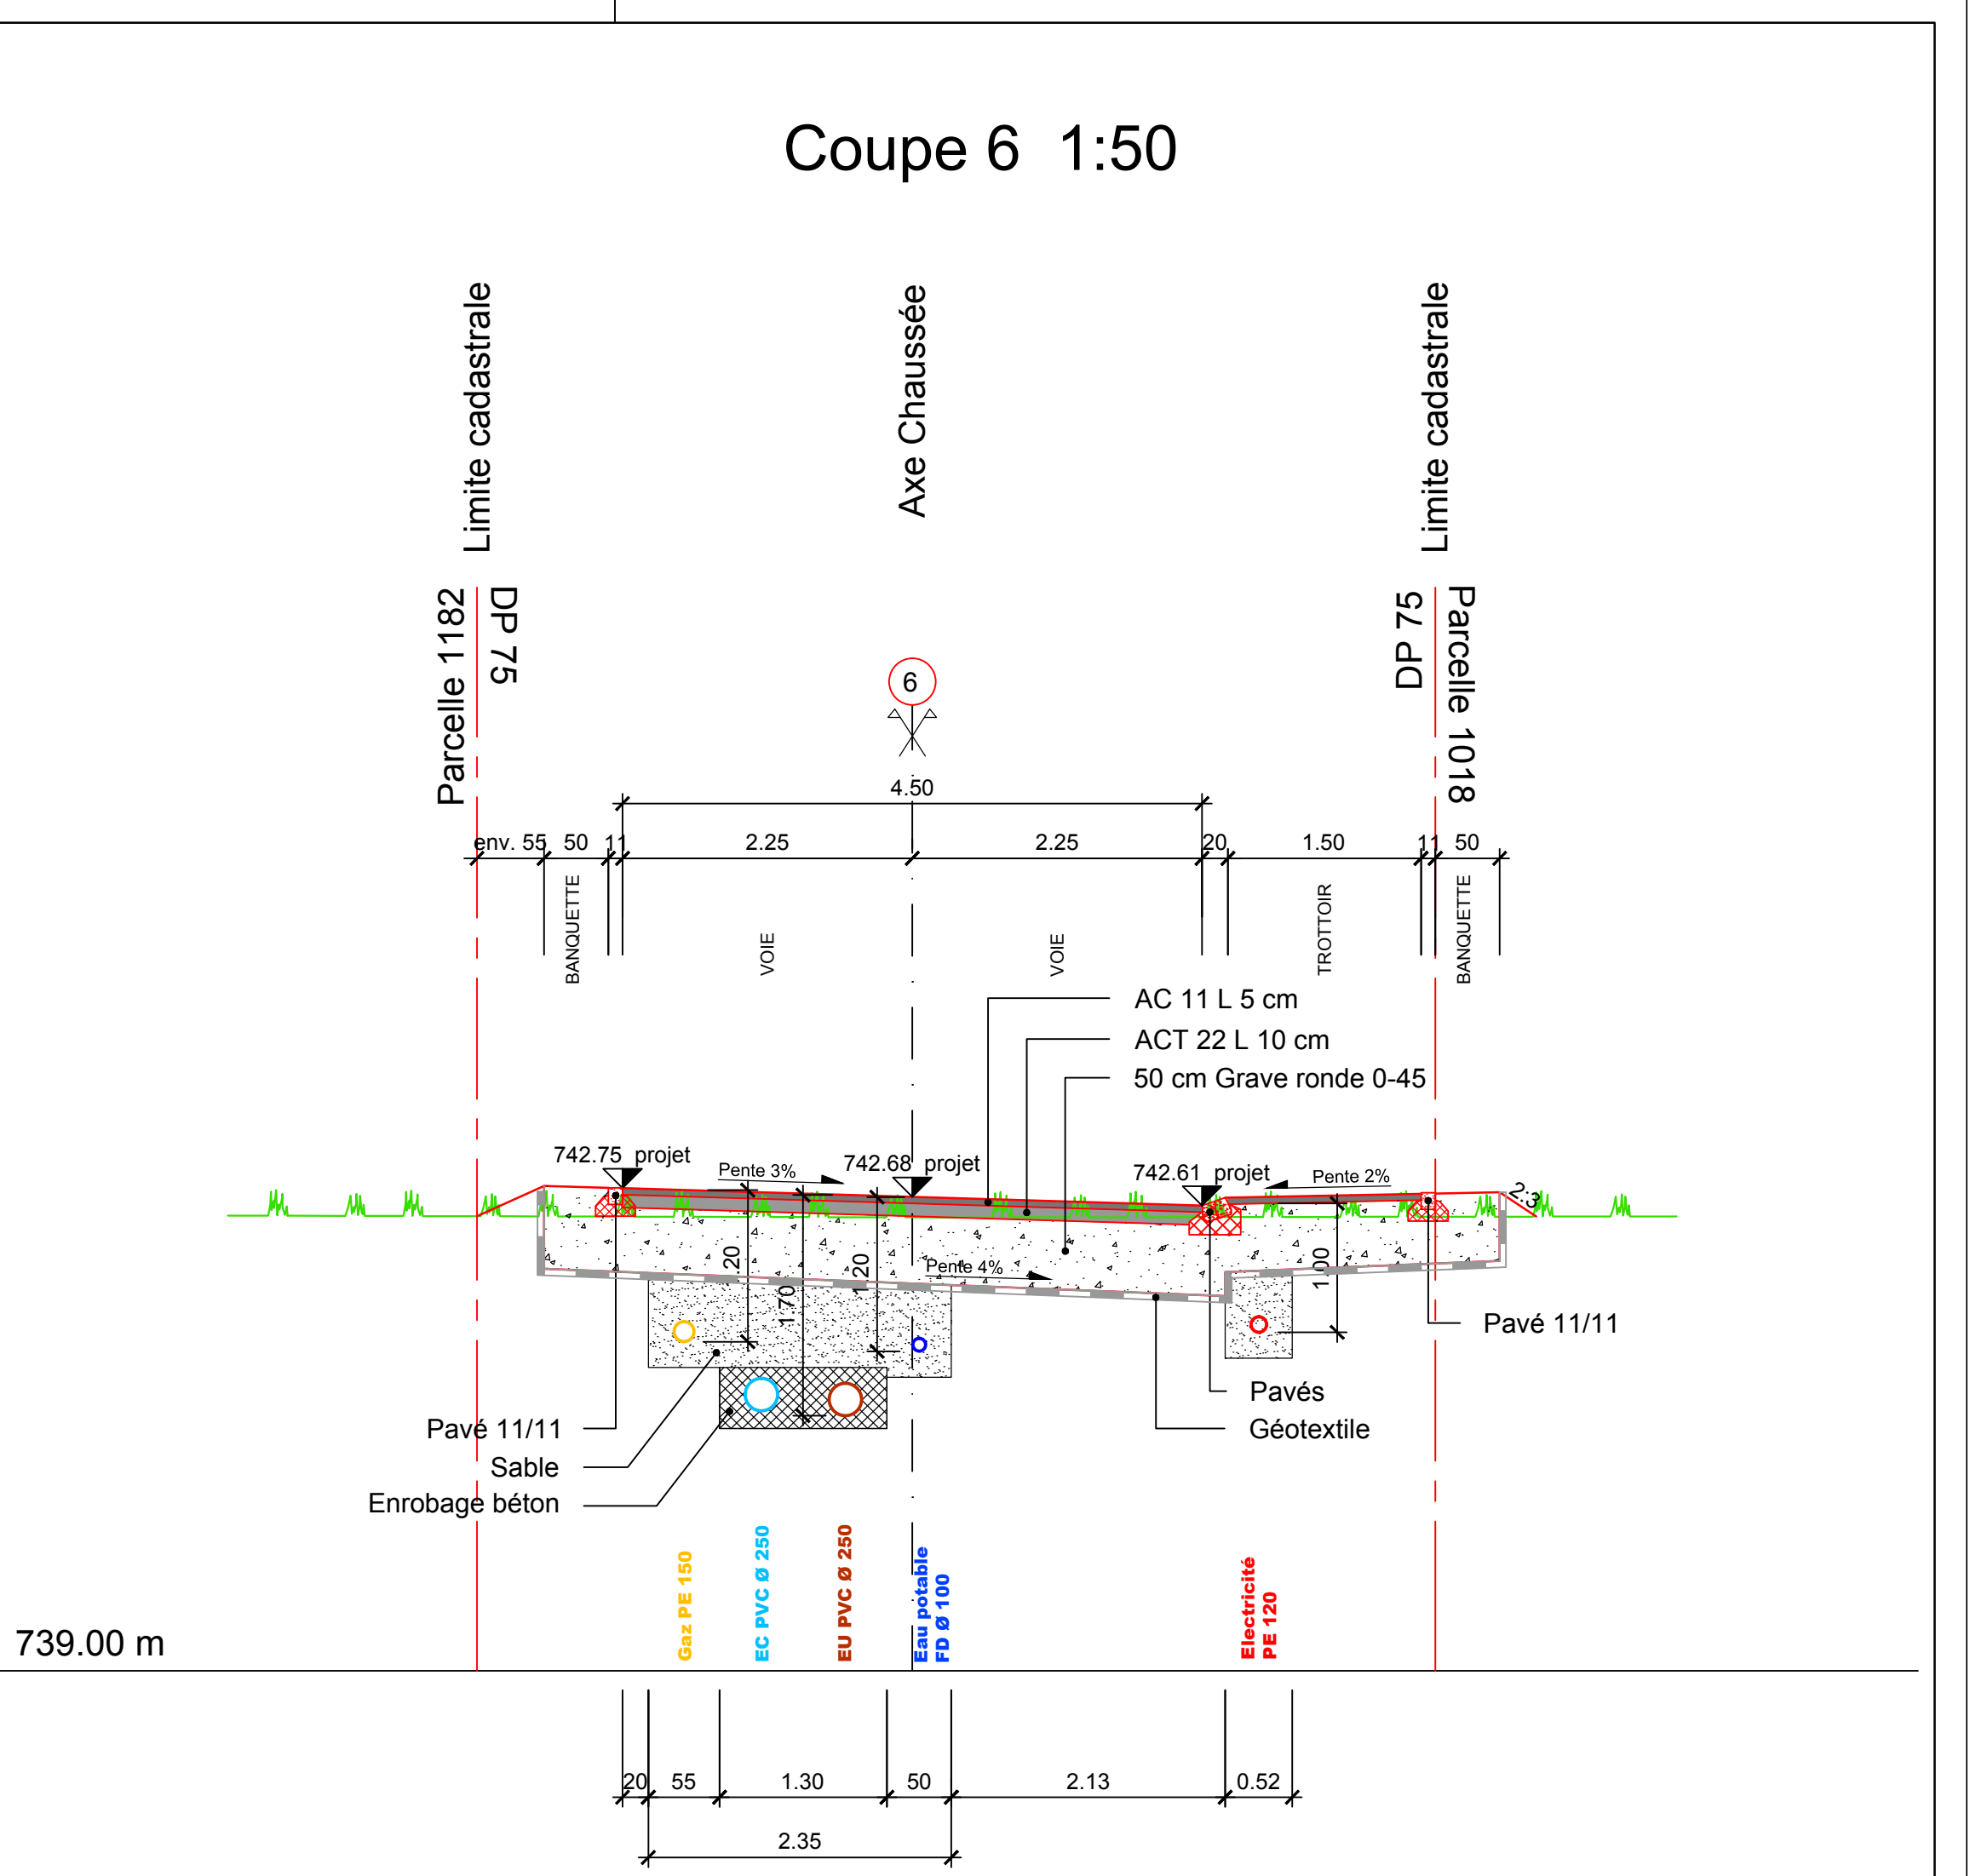 Coupe 6 1:50
Limite cadastrale
Axe Chaussée
Limite cadastrale
Parcelle 1182
DP 75
DP 75
Parcelle 1018
6
4.50
env. 55 50 11 2.25 2.25 20 1.50 11 50
BANQUETTE
VOIE
VOIE
TROTTOIR
BANQUETTE
AC 11 L 5 cm
ACT 22 L 10 cm
50 cm Grave ronde 0-45
742.75 projet
Pente 3%
742.68 projet
742.61 projet
Pente 2%
2:3
1.70
Pente 4%
1.00
Pavé 11/11
Pavés
Géotextile
Pavé 11/11
Sable
Enrobage béton
Gaz PE 150
EC PVC Ø 250
EU PVC Ø 250
Eau potable
FD Ø 100
Electricité
PE 120
739.00 m
20 55 1.30 50 2.13 0.52
2.35